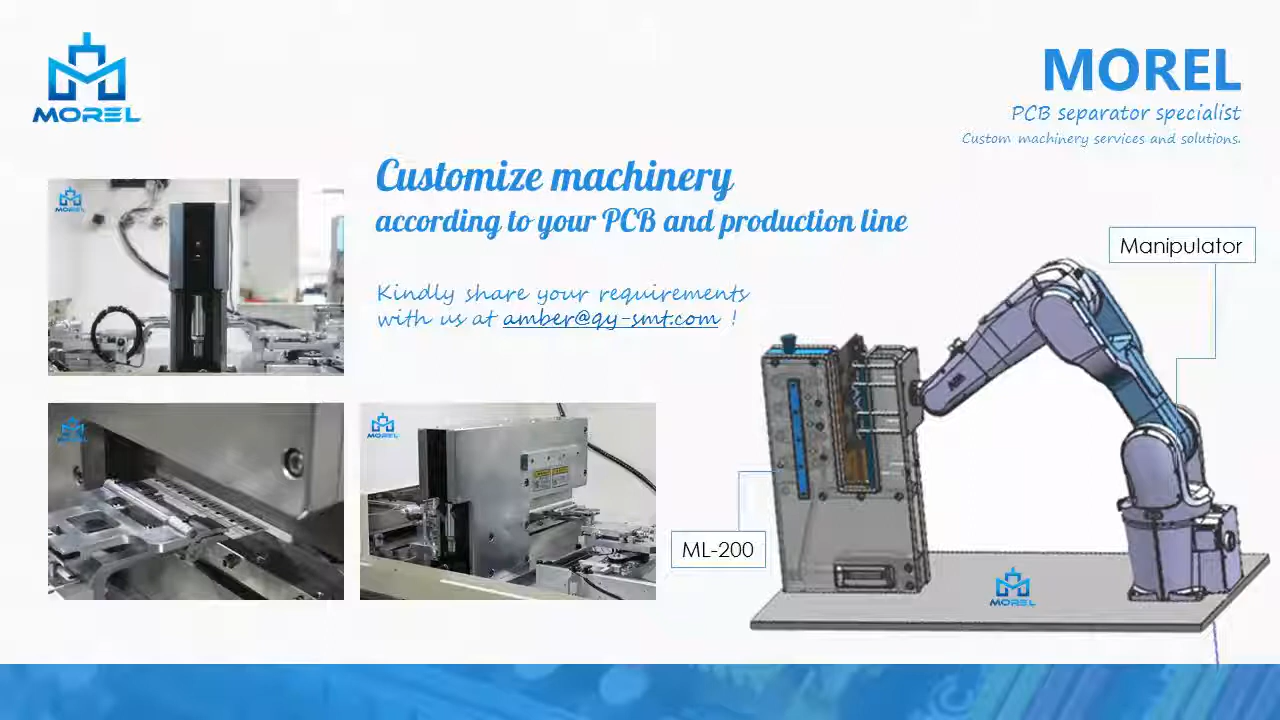 MOREL
MOREL
PCB separator specialist
Custom machinery services and solutions.
Customize machinery
according to your PCB and production line
Kindly share your requirements
with us at amber@qy-smt.com !
MOREL
MOREL
MOREL
Manipulator
ML-200
MOREL